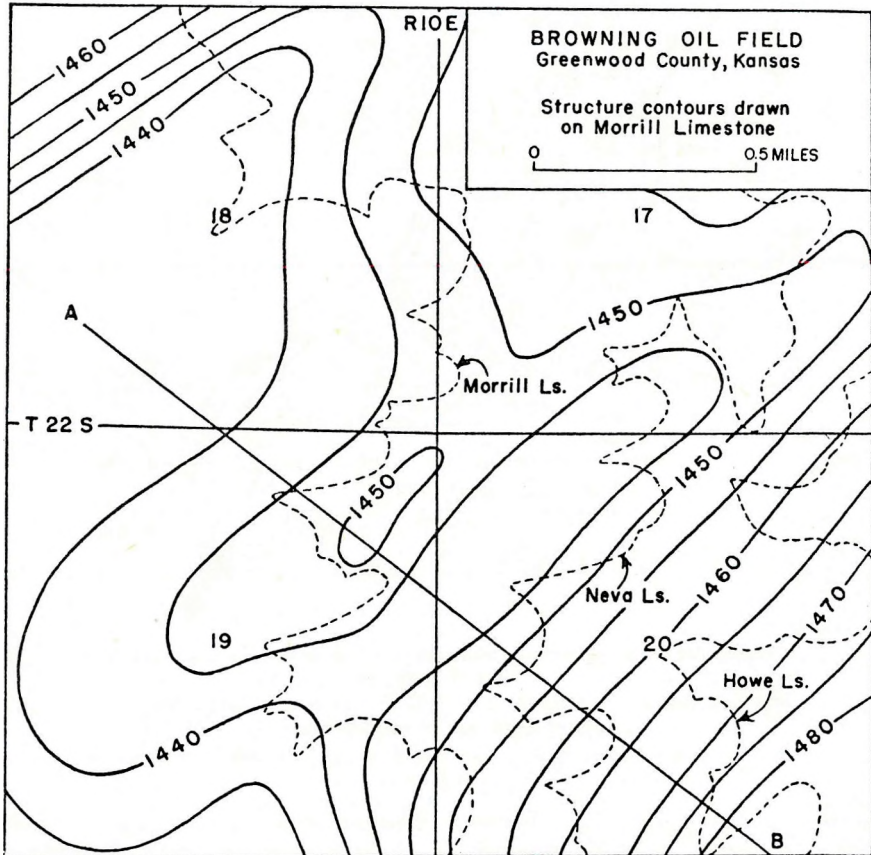 R10E
BROWNING OIL FIELD
Greenwood County, Kansas
Structure contours drawn
on Morrill Limestone
0 0.5 MILES
1460
1450
1440
18
17
A
1450
Morrill Ls.
T 22 S
1450
1450
Neva Ls.
1460
1470
19
20
Howe Ls.
1440
1480
B